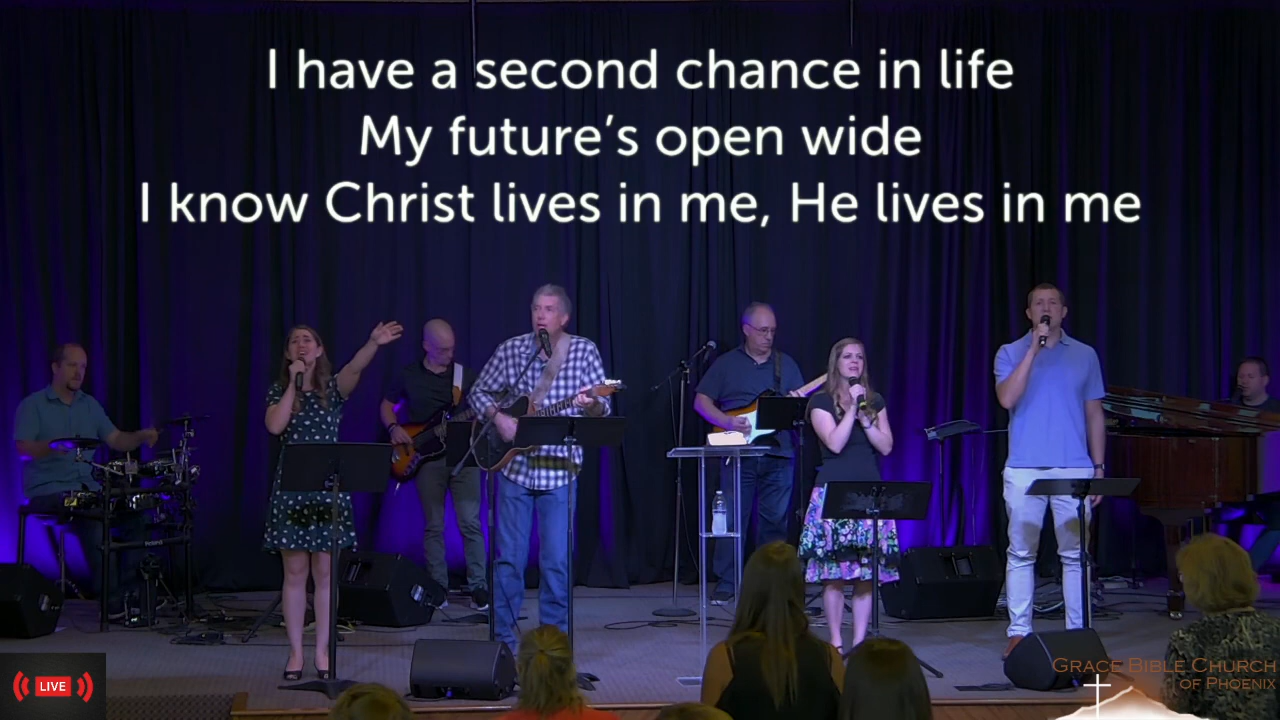 I have a second chance in life
My future’s open wide
I know Christ lives in me, He lives in me
LIVE
GRACE BIBLE CHURCH
OF PHOENIX